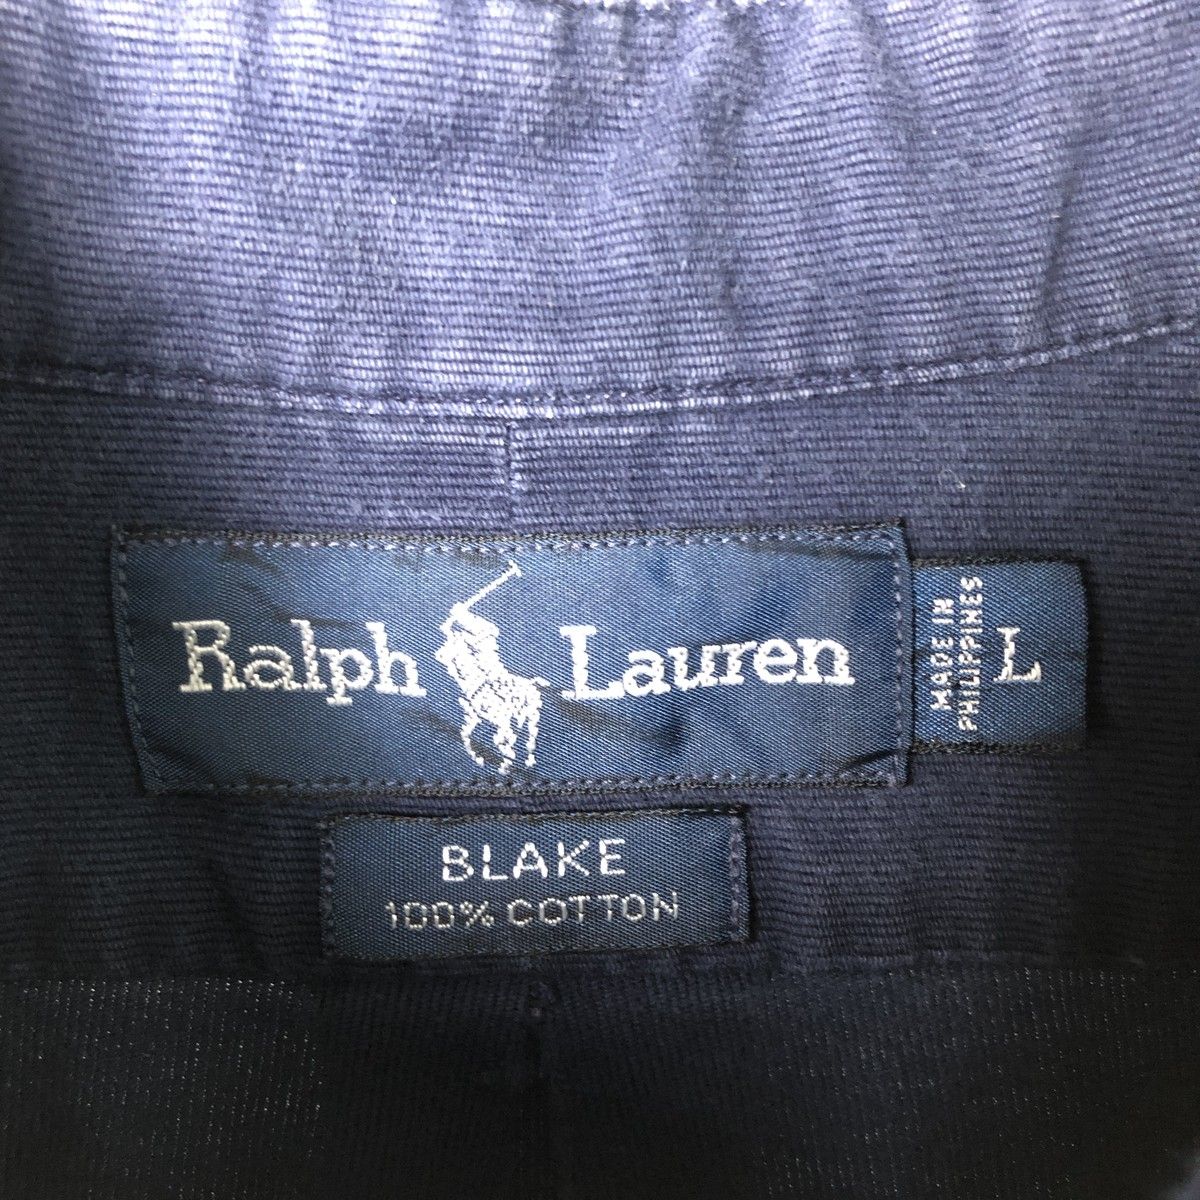 Ralph Lauren
MADE IN
PHILIPPINES
L
BLAKE
100% COTTON